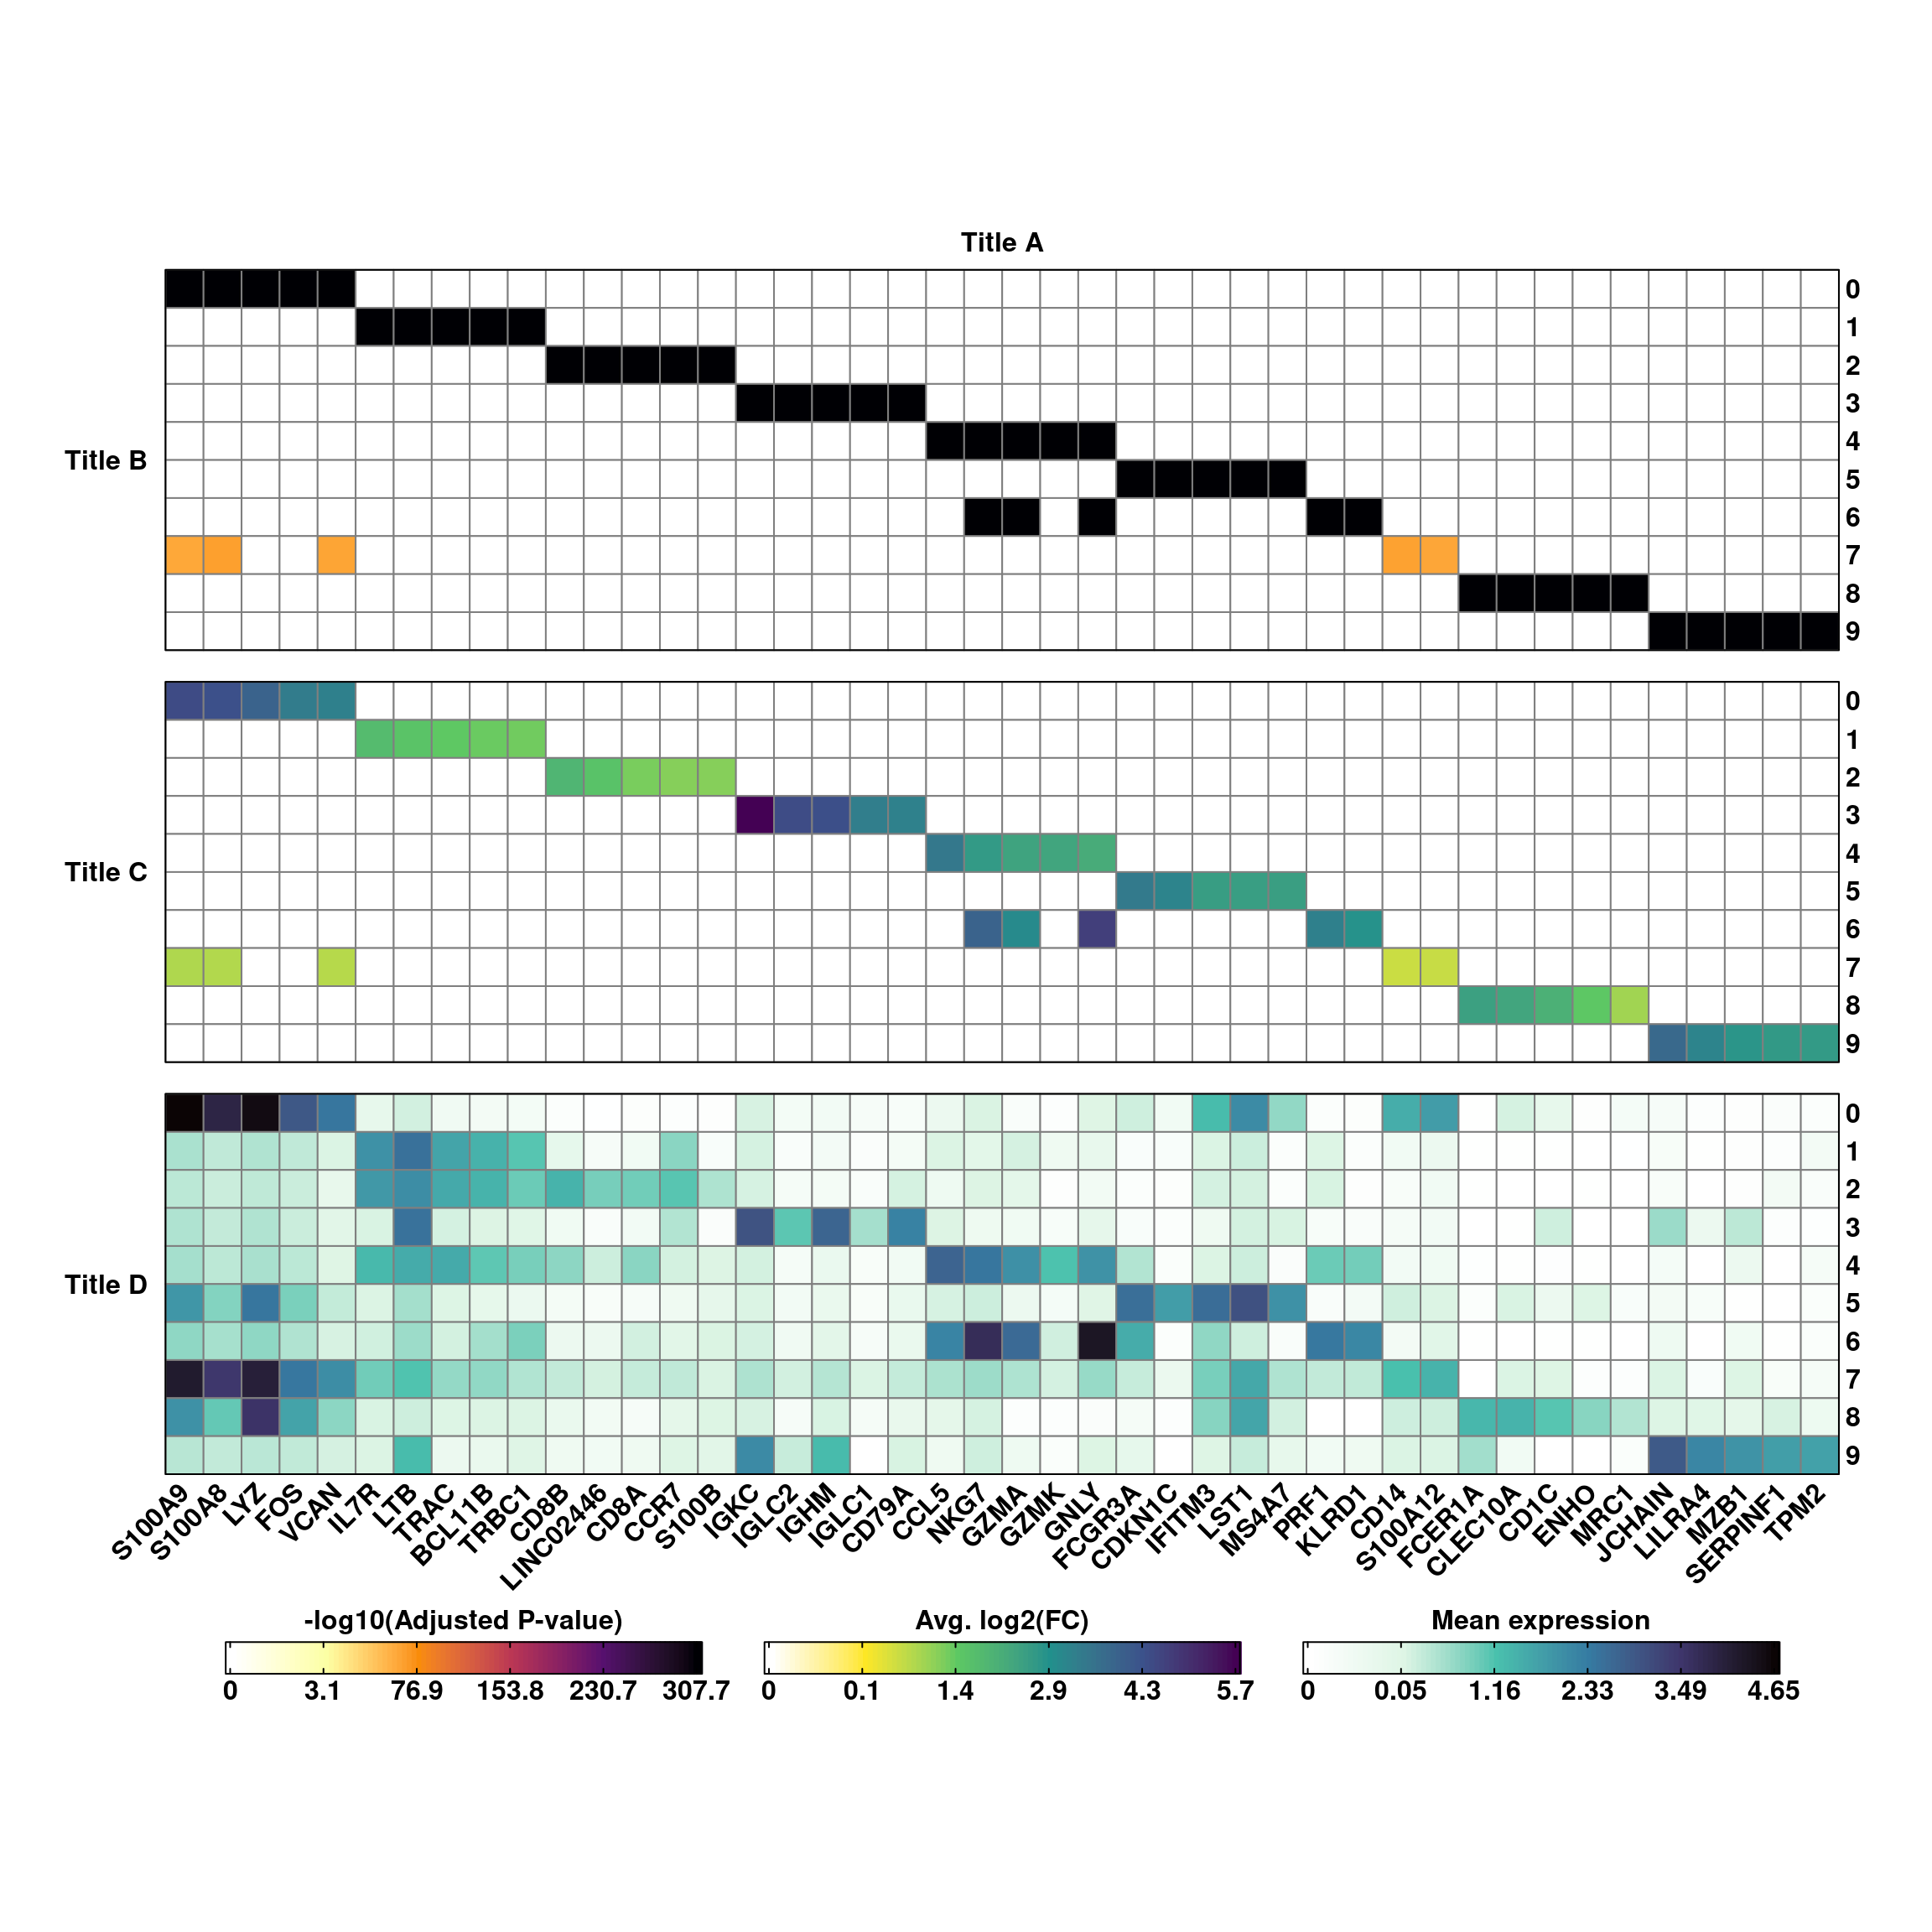 Title A
Title B
0
1
2
3
4
5
6
7
8
9
Title C
0
1
2
3
4
5
6
7
8
9
Title D
0
1
2
3
4
5
6
7
8
9
S100A9 S100A8 LYZ FOS VCAN IL7R LTB TRAC BCL11B TRBC1 CD8B LINC02446 CD8A CCR7 S100B IGKC IGLC2 IGHM IGLC1 CD79A CCL5 NKG7 GZMA GZMK GNLY FCGR3A CDKN1C IFITM3 LST1 MS4A7 PRF1 KLRD1 CD14 S100A12 FCER1A CLEC10A CD1C ENHO MRC1 JCHAIN LILRA4 MZB1 SERPINF1 TPM2
-log10(Adjusted P-value)
0 3.1 76.9 153.8 230.7 307.7
Avg. log2(FC)
0 0.1 1.4 2.9 4.3 5.7
Mean expression
0 0.05 1.16 2.33 3.49 4.65